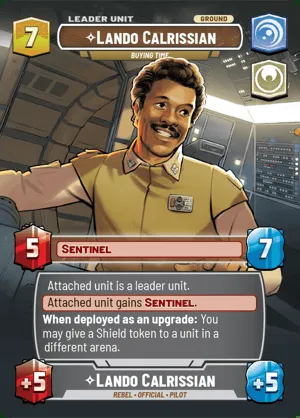 LEADER UNIT
GROUND
7
✧LANDO CALRISSIAN
BUYING TIME
5
SENTINEL
7
Attached unit is a leader unit.
Attached unit gains SENTINEL.
When deployed as an upgrade: You
may give a Shield token to a unit in a
different arena.
+5
✧LANDO CALRISSIAN
+5
REBEL • OFFICIAL • PILOT